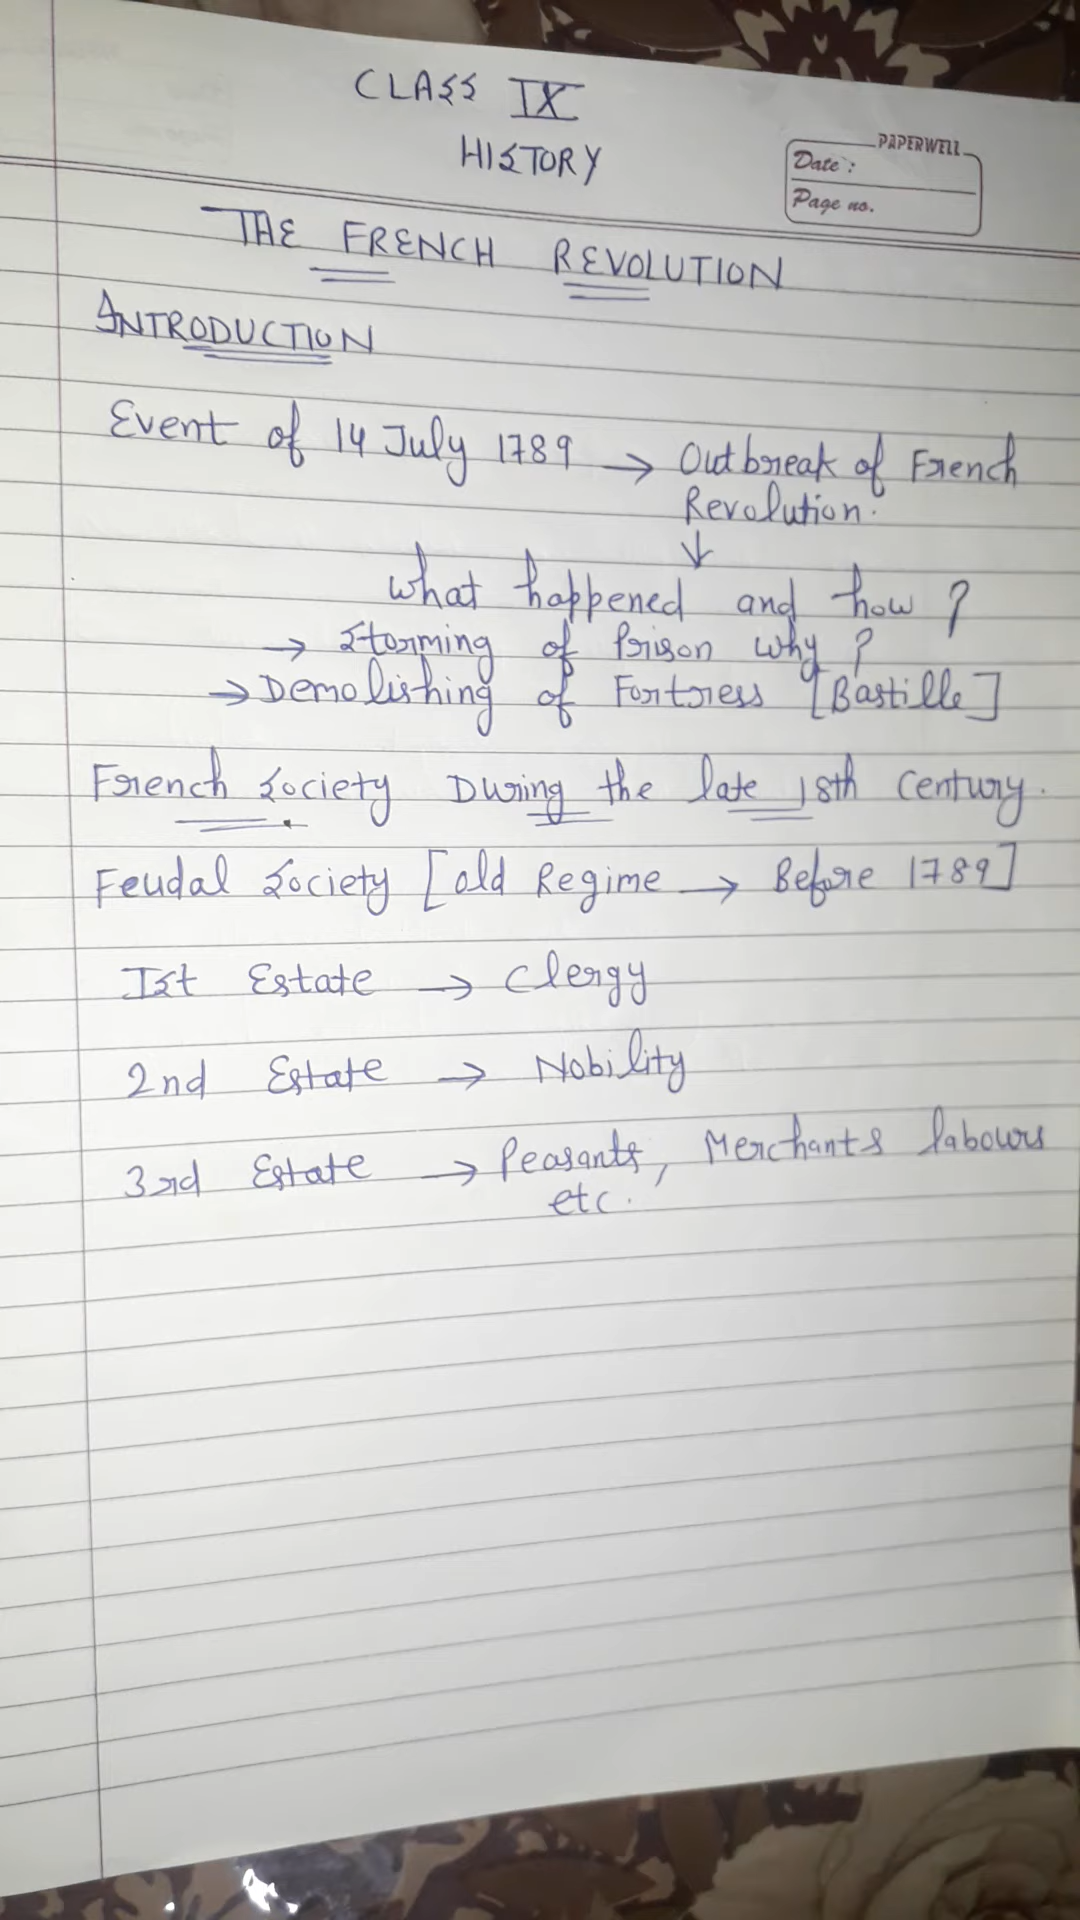 CLASS IX
HISTORY
PAPERWELL
Date :
Page no.
THE FRENCH REVOLUTION
INTRODUCTION
Event of 14 July 1789 → Outbreak of French
Revolution.
↓
What happened and how ?
→ Storming of Prison why ?
→ Demolishing of Fortress [Bastille]
French Society During the late 18th Century.
Feudal Society [old Regime → Before 1789]
Ist Estate → Clergy
2nd Estate → Nobility
3rd Estate → Peasants, Merchants labours
etc.